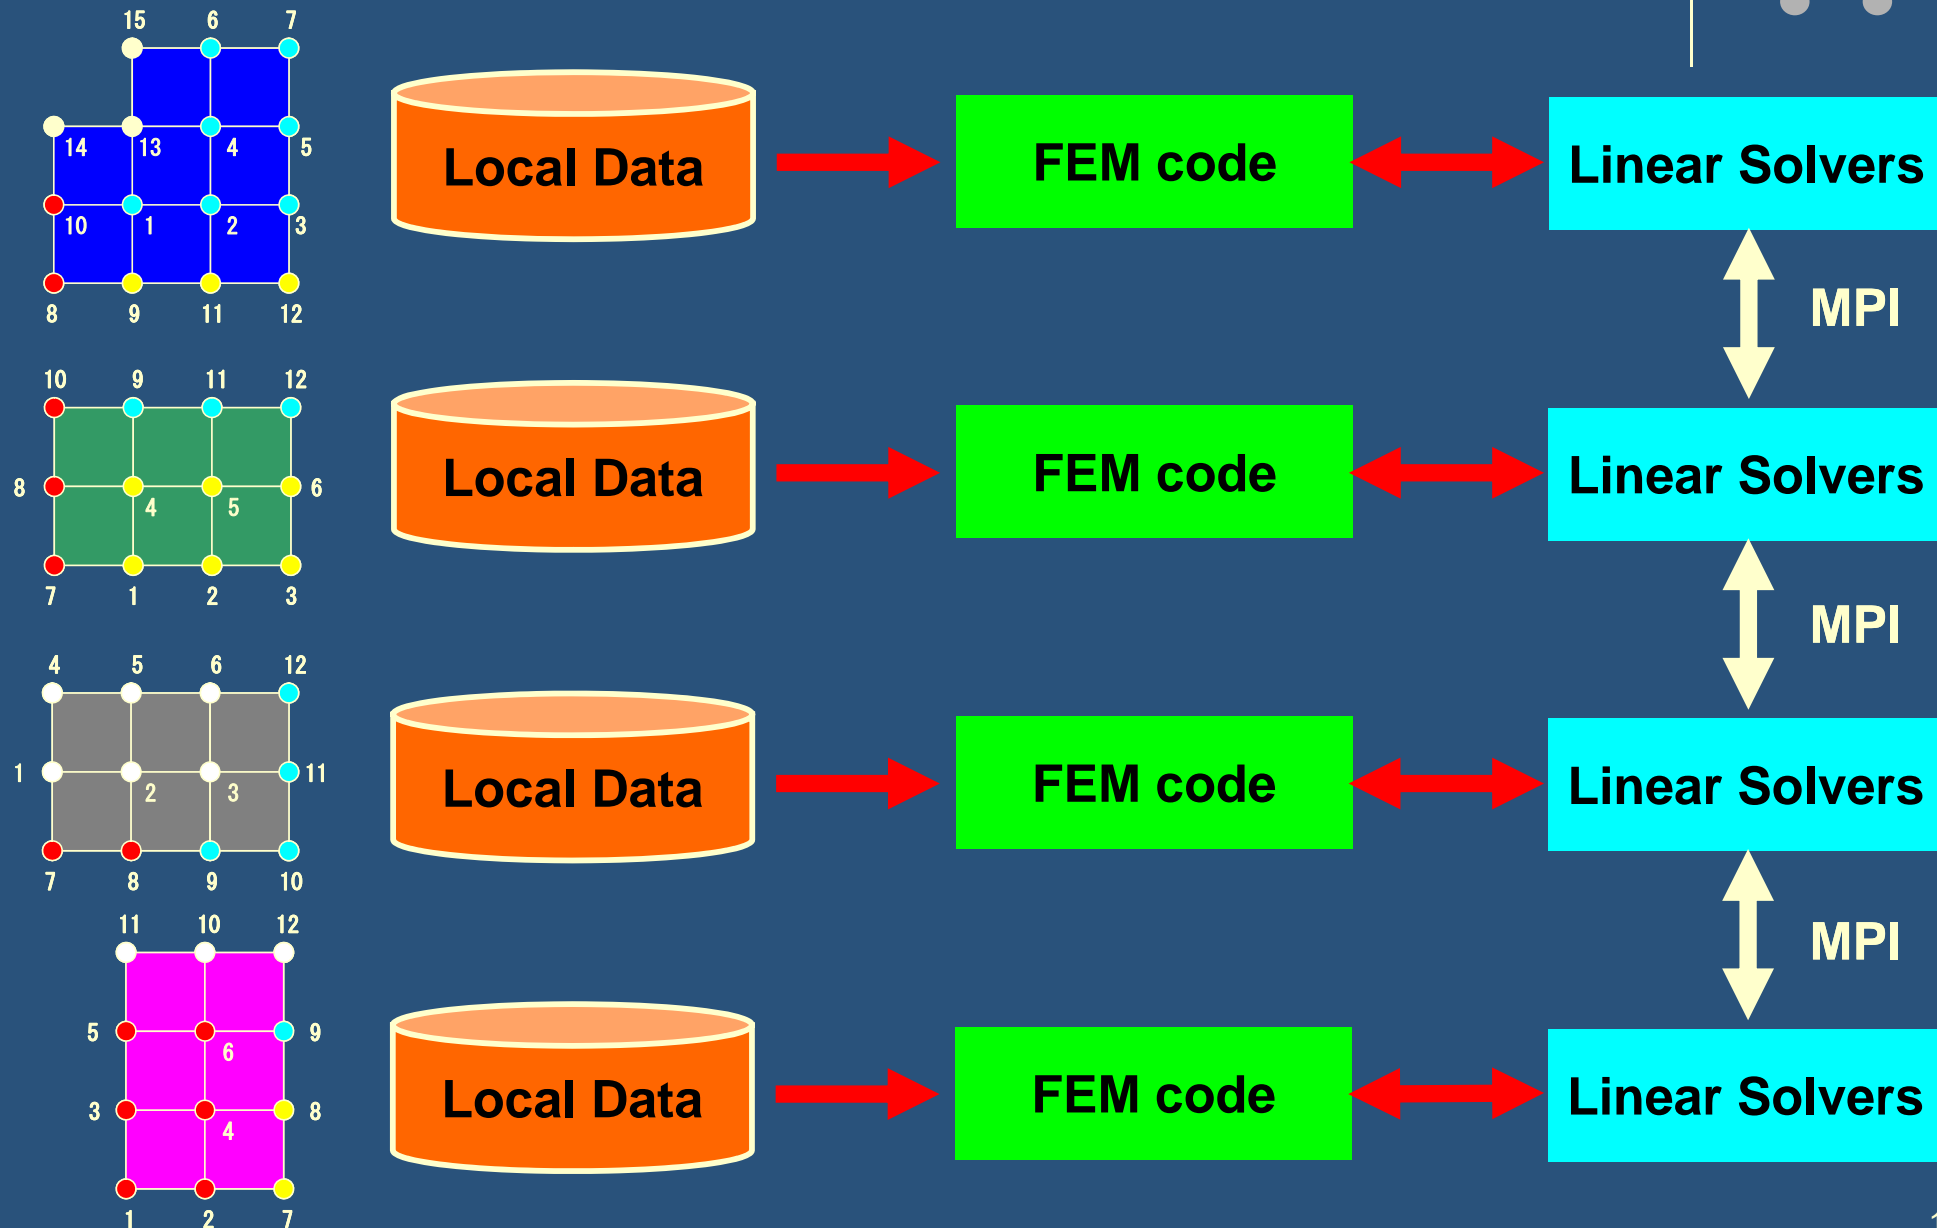 15 6 7
14 13 4 5
10 1 2 3
8 9 11 12
Local Data
FEM code
Linear Solvers
MPI
10 9 11 12
8 4 5 6
7 1 2 3
Local Data
FEM code
Linear Solvers
MPI
4 5 6 12
1 2 3 11
7 8 9 10
Local Data
FEM code
Linear Solvers
MPI
11 10 12
5 6 9
3 4 8
1 2 7
Local Data
FEM code
Linear Solvers